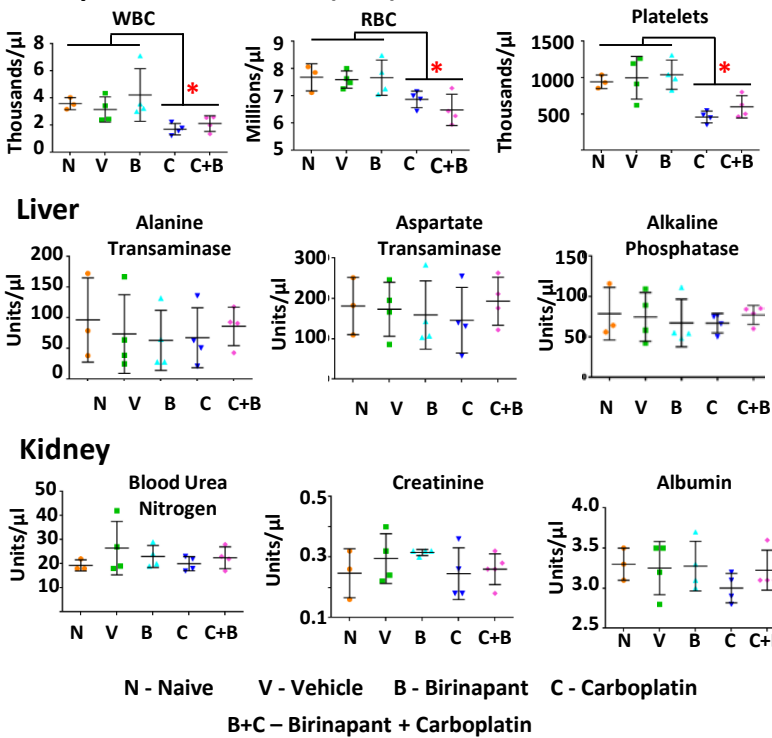 WBC
RBC
Platelets
Thousands/µl
8
6
4
2
0
*
N V B C C+B
Millions/µl
9
8
7
6
5
*
N V B C C+B
Thousands/µl
1500
1000
500
*
N V B C C+B
Liver
Alanine
Transaminase
Units/µl
200
150
100
50
0
N V B C C+B
Aspartate
Transaminase
Units/µl
300
200
100
N V B C C+B
Alkaline
Phosphatase
Units/µl
150
100
50
0
N V B C C+B
Kidney
Blood Urea
Nitrogen
Units/µl
50
40
30
20
10
N V B C C+B
Creatinine
Units/µl
0.5
0.3
0.1
N V B C C+B
Albumin
Units/µl
4.0
3.5
3.0
2.5
N V B C C+
N - Naive V - Vehicle B - Birinapant C - Carboplatin
B+C – Birinapant + Carboplatin